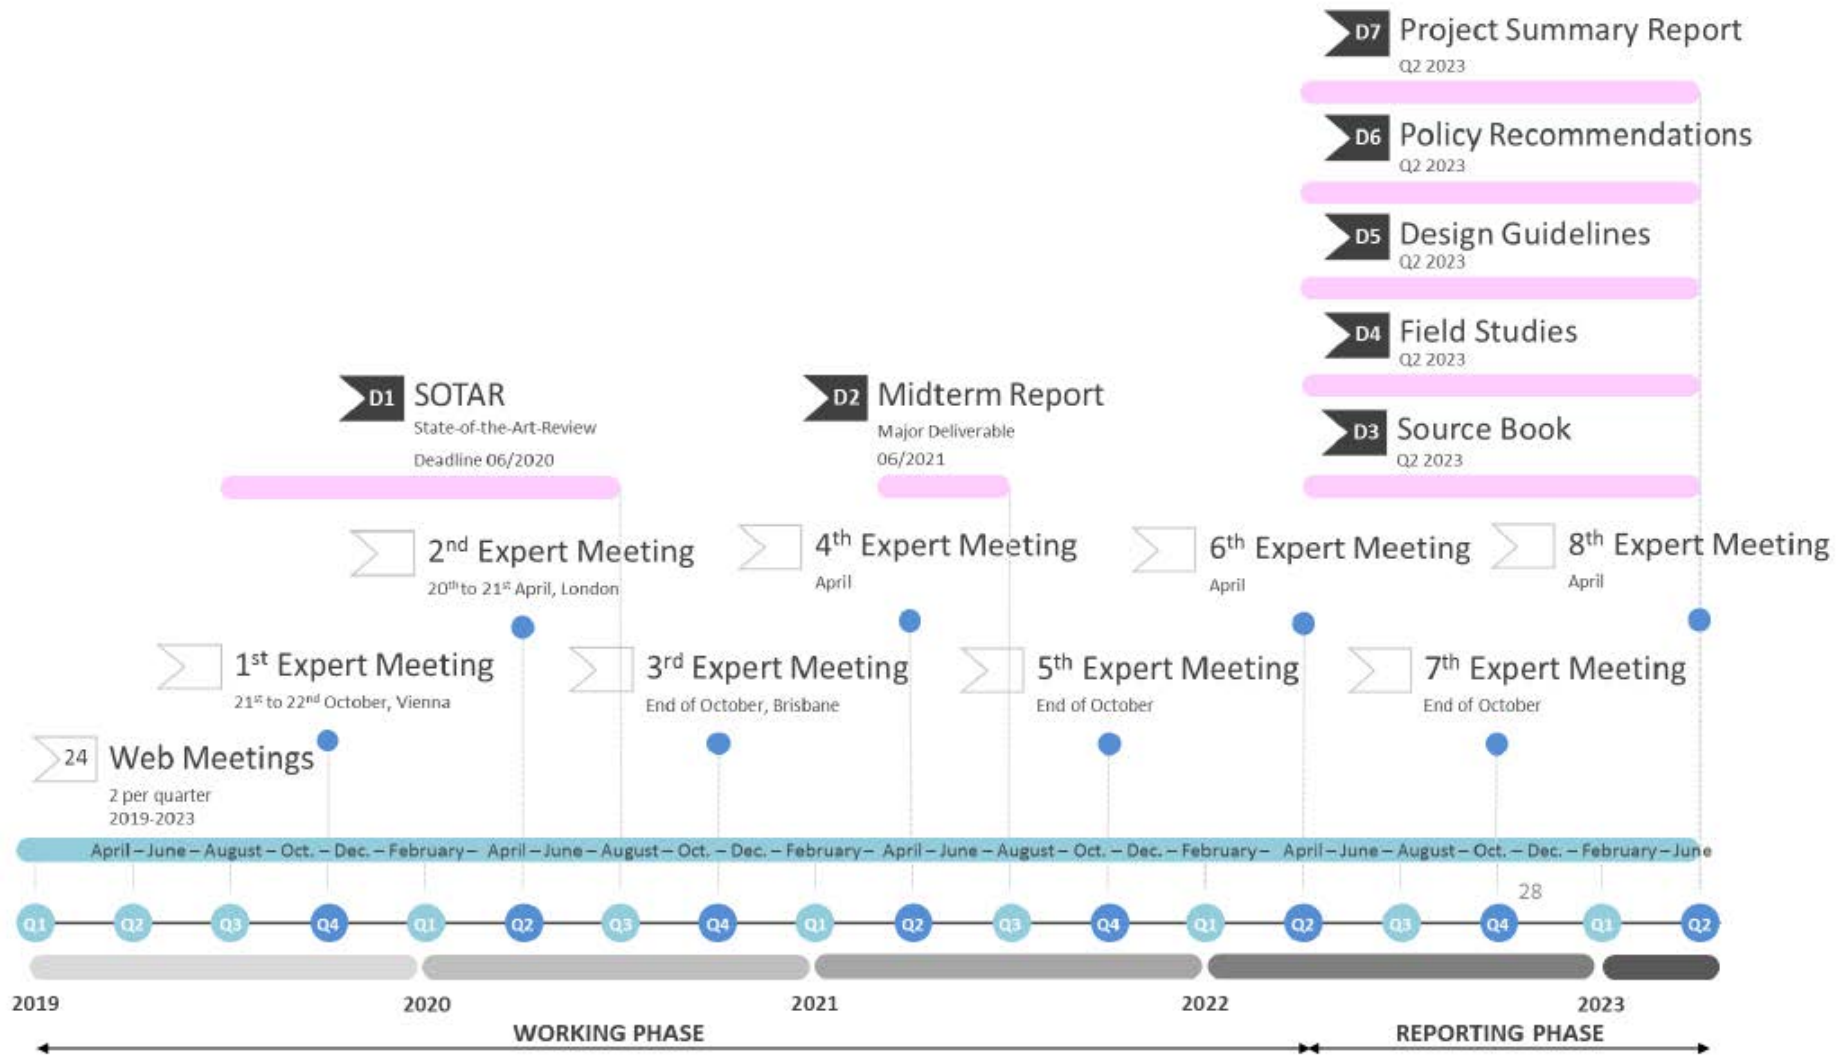 D7 Project Summary Report
Q2 2023
D6 Policy Recommendations
Q2 2023
D5 Design Guidelines
Q2 2023
D4 Field Studies
Q2 2023
D3 Source Book
Q2 2023
D1 SOTAR
State-of-the-Art-Review
Deadline 06/2020
D2 Midterm Report
Major Deliverable
06/2021
2nd Expert Meeting
20th to 21st April, London
4th Expert Meeting
April
6th Expert Meeting
April
8th Expert Meeting
April
1st Expert Meeting
21st to 22nd October, Vienna
3rd Expert Meeting
End of October, Brisbane
5th Expert Meeting
End of October
7th Expert Meeting
End of October
24 Web Meetings
2 per quarter
2019-2023
April – June – August – Oct. – Dec. – February – April – June – August – Oct. – Dec. – February – April – June – August – Oct. – Dec. – February – April – June – August – Oct. – Dec. – February – June
28
Q1 Q2 Q3 Q4 Q1 Q2 Q3 Q4 Q1 Q2 Q3 Q4 Q1 Q2 Q3 Q4 Q1 Q2
2019 2020 2021 2022 2023
WORKING PHASE REPORTING PHASE